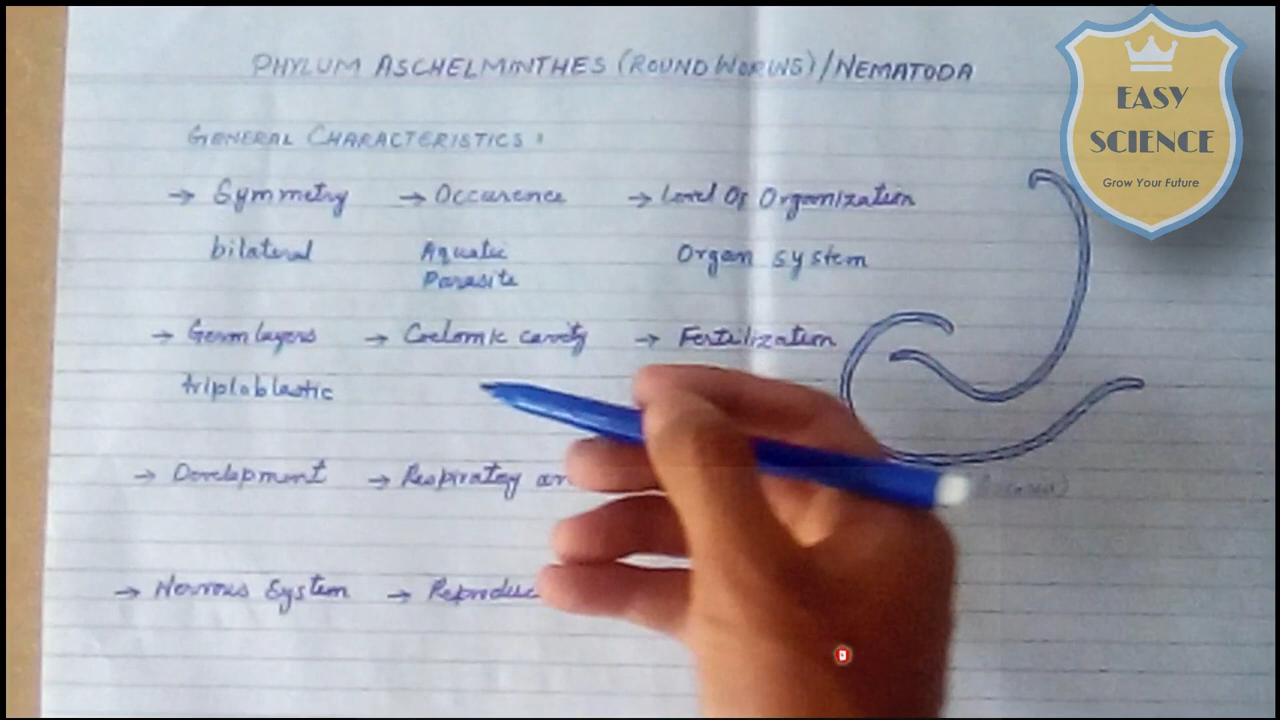 PHYLUM ASCHELMINTHES (ROUND WORMS)/NEMATODA
EASY
SCIENCE
Grow Your Future
GENERAL CHARACTERISTICS:
→ Symmetry → Occurence → Level Of Organization
bilateral Aquatic Organ system
Parasite
→ Germ layers → Coelomic cavity → Fertilization
triploblastic
→ Development → Respiratory
→ Nervous System → Reproduc